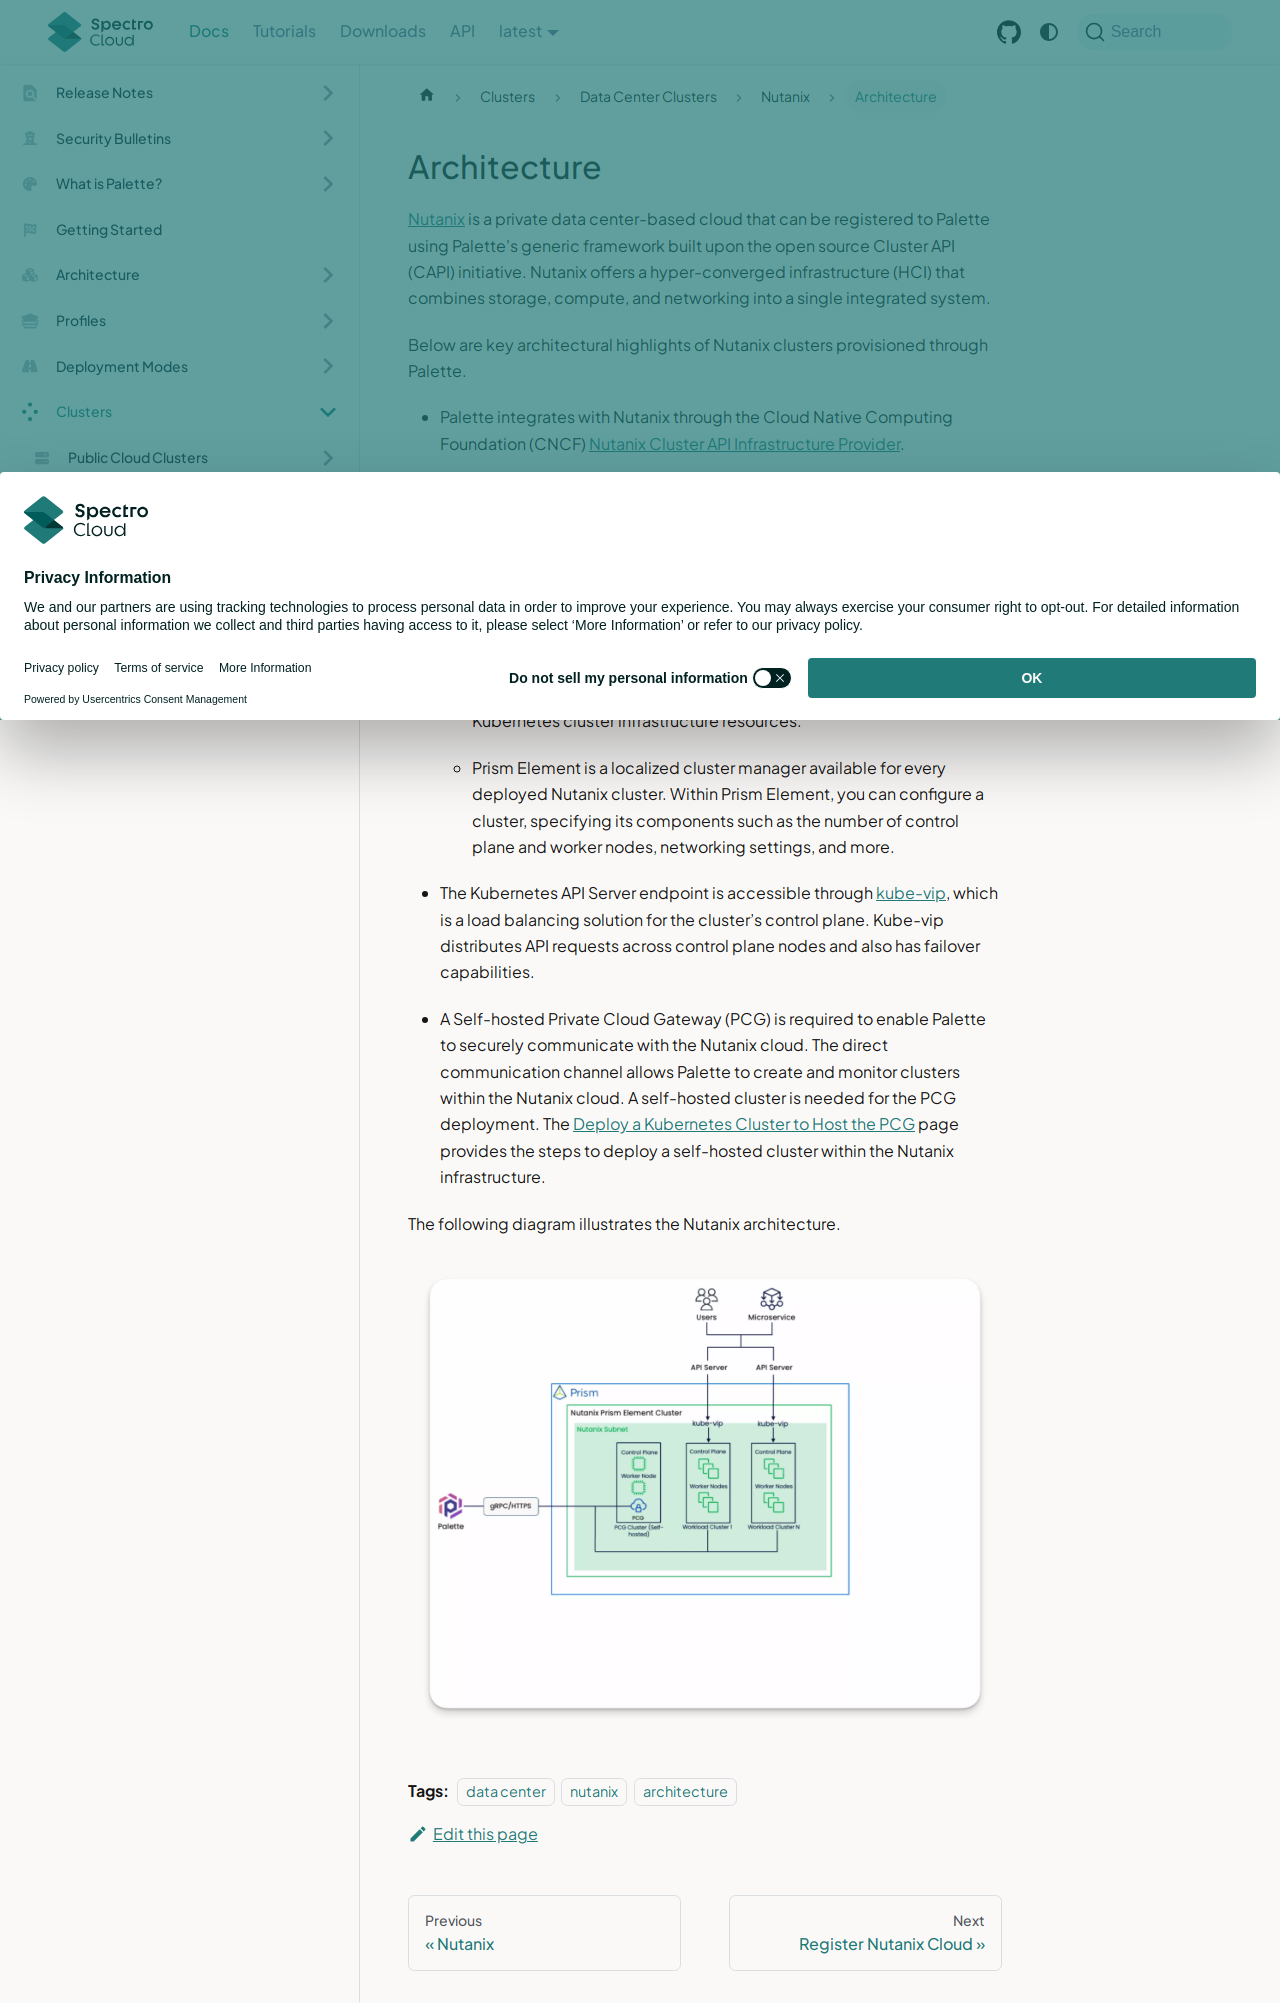 Spectro
Cloud
Docs
Tutorials
Downloads
API
latest
Search
Release Notes
Security Bulletins
What is Palette?
Getting Started
Architecture
Profiles
Deployment Modes
Clusters
Public Cloud Clusters
Clusters
Data Center Clusters
Nutanix
Architecture
Architecture
Nutanix is a private data center-based cloud that can be registered to Palette
using Palette's generic framework built upon the open source Cluster API
(CAPI) initiative. Nutanix offers a hyper-converged infrastructure (HCI) that
combines storage, compute, and networking into a single integrated system.
Below are key architectural highlights of Nutanix clusters provisioned through
Palette.
Palette integrates with Nutanix through the Cloud Native Computing
Foundation (CNCF) Nutanix Cluster API Infrastructure Provider.
Spectro
Cloud
Privacy Information
We and our partners are using tracking technologies to process personal data in order to improve your experience. You may always exercise your consumer right to opt-out. For detailed information
about personal information we collect and third parties having access to it, please select ‘More Information’ or refer to our privacy policy.
Privacy policy
Terms of service
More Information
Do not sell my personal information
OK
Powered by Usercentrics Consent Management
Kubernetes cluster infrastructure resources.
Prism Element is a localized cluster manager available for every
deployed Nutanix cluster. Within Prism Element, you can configure a
cluster, specifying its components such as the number of control
plane and worker nodes, networking settings, and more.
The Kubernetes API Server endpoint is accessible through kube-vip, which
is a load balancing solution for the cluster’s control plane. Kube-vip
distributes API requests across control plane nodes and also has failover
capabilities.
A Self-hosted Private Cloud Gateway (PCG) is required to enable Palette
to securely communicate with the Nutanix cloud. The direct
communication channel allows Palette to create and monitor clusters
within the Nutanix cloud. A self-hosted cluster is needed for the PCG
deployment. The Deploy a Kubernetes Cluster to Host the PCG page
provides the steps to deploy a self-hosted cluster within the Nutanix
infrastructure.
The following diagram illustrates the Nutanix architecture.
Users
Microservice
API Server
API Server
Prism
Nutanix Prism Element Cluster
Nutanix Subnet
kube-vip
kube-vip
Control Plane
Control Plane
Control Plane
Worker Node
Worker Nodes
Worker Nodes
gRPC/HTTPS
PCG
Palette
PCG Cluster (Self-
hosted)
Workload Cluster 1
Workload Cluster N
Tags:
data center
nutanix
architecture
Edit this page
Previous
« Nutanix
Next
Register Nutanix Cloud »